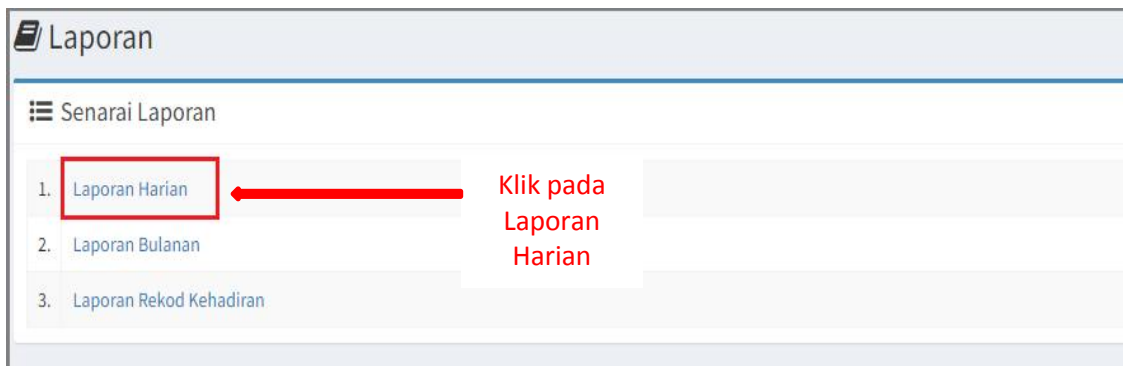 Laporan
Senarai Laporan
1. Laporan Harian
Klik pada
Laporan
Harian
2. Laporan Bulanan
3. Laporan Rekod Kehadiran